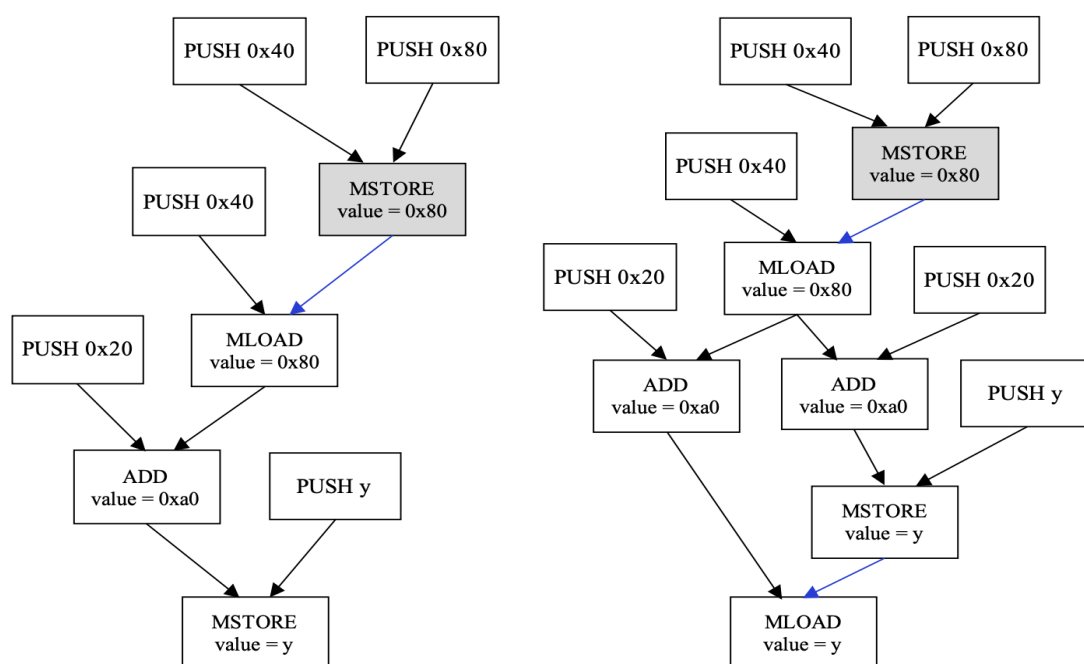 PUSH 0x40
PUSH 0x80
MSTORE
value = 0x80
PUSH 0x40
MLOAD
value = 0x80
PUSH 0x20
ADD
value = 0xa0
PUSH y
MSTORE
value = y
PUSH 0x40
PUSH 0x80
MSTORE
value = 0x80
PUSH 0x40
MLOAD
value = 0x80
PUSH 0x20
PUSH 0x20
ADD
value = 0xa0
ADD
value = 0xa0
PUSH y
MSTORE
value = y
MLOAD
value = y